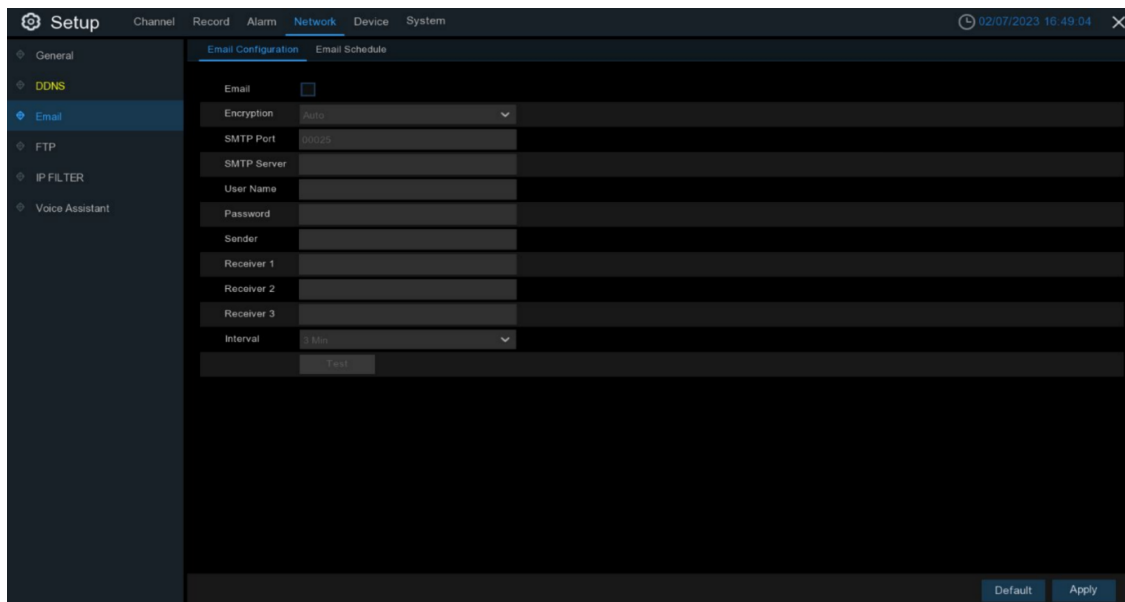 Setup Channel Record Alarm Network Device System 02/07/2023 16:49:04
General
DDNS
Email
FTP
IP FILTER
Voice Assistant
Email Configuration Email Schedule
Email
Encryption Auto
SMTP Port 00025
SMTP Server
User Name
Password
Sender
Receiver 1
Receiver 2
Receiver 3
Interval 3 Min
Test
Default Apply